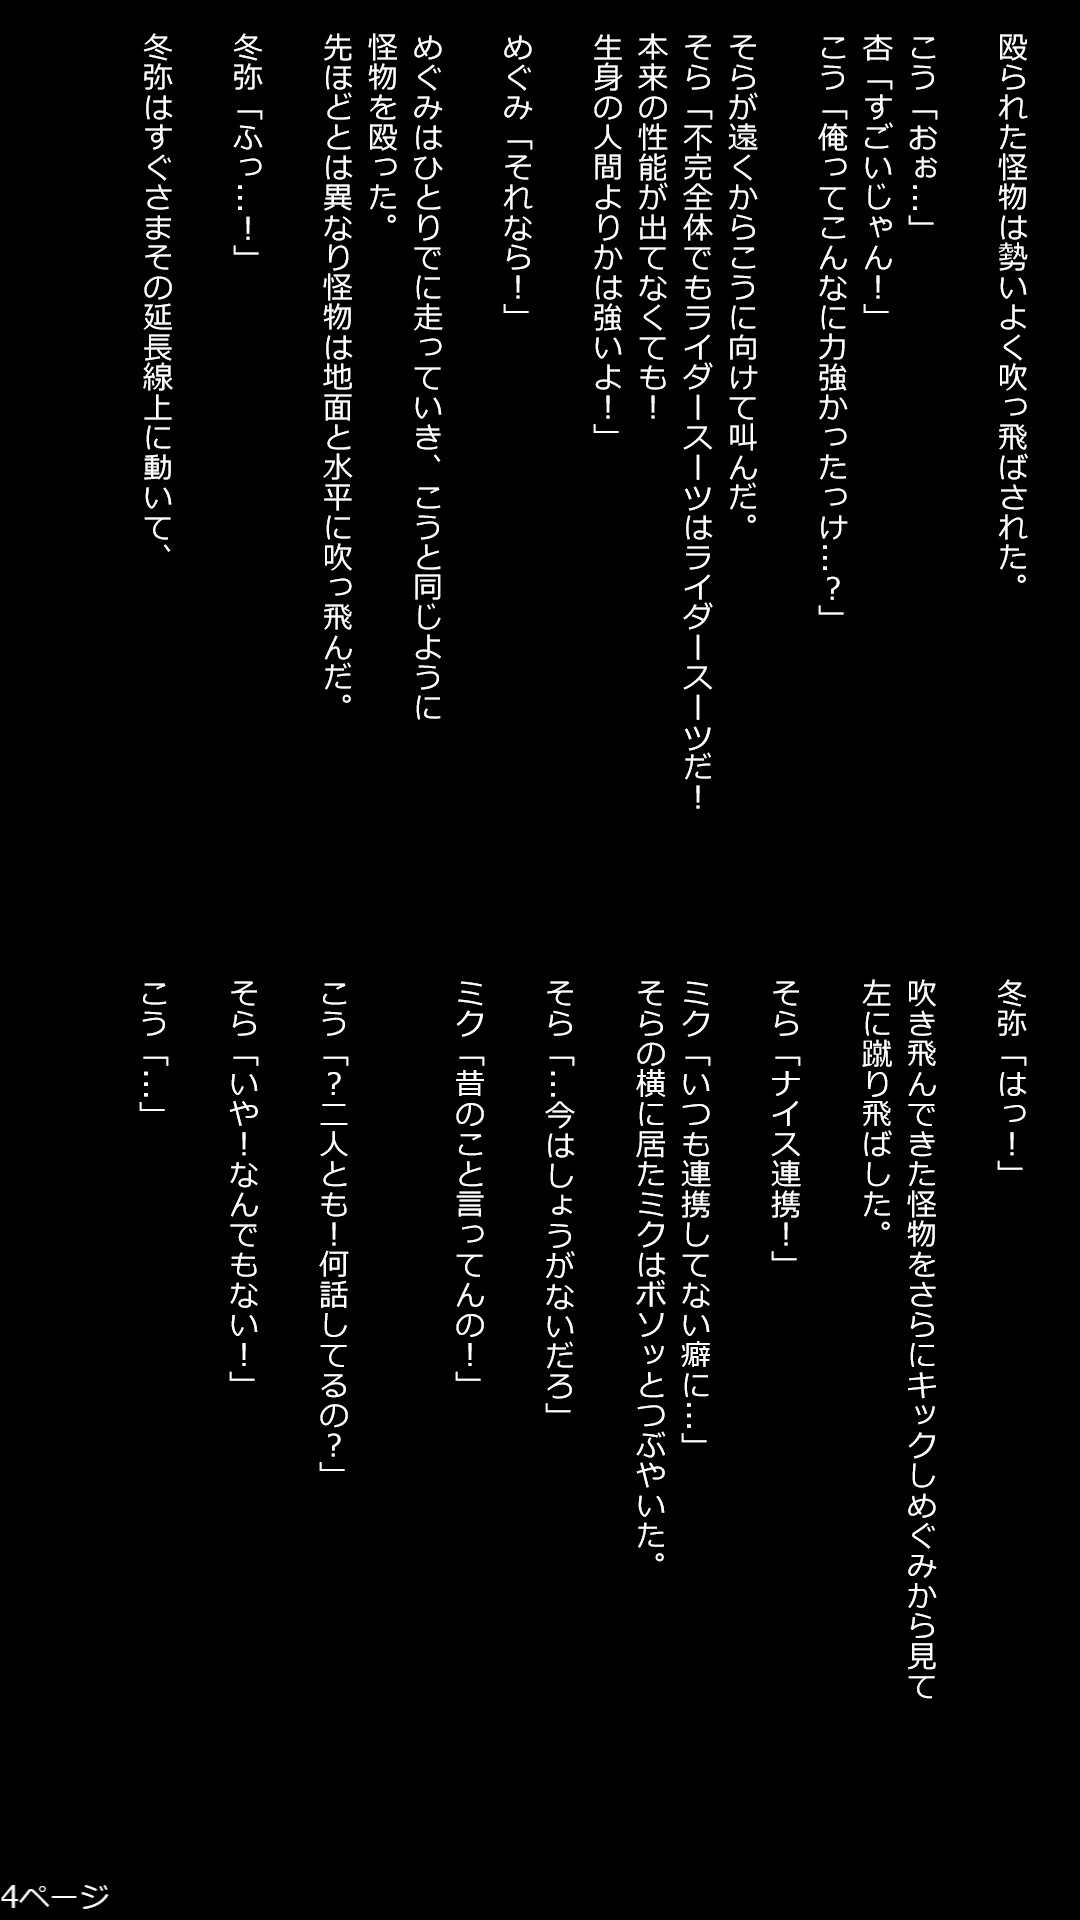 殴られた怪物は勢いよく吹っ飛ばされた。
こう「おぉ…」
杏「すごいじゃん！」
こう「俺ってこんなに力強かったっけ…？」
そらが遠くからこうに向けて叫んだ。
そら「不完全体でもライダースーツはライダースーツだ！
本来の性能が出てなくても！
生身の人間よりかは強いよ！」
めぐみ「それなら！」
めぐみはひとりでに走っていき、こうと同じように
怪物を殴った。
先ほどとは異なり怪物は地面と水平に吹っ飛んだ。
冬弥「ふっ…！」
冬弥はすぐさまその延長線上に動いて、
冬弥「はっ！」
吹き飛んできた怪物をさらにキックしめぐみから見て
左に蹴り飛ばした。
そら「ナイス連携！」
ミク「いつも連携してない癖に…」
そらの横に居たミクはボソッとつぶやいた。
そら「…今はしょうがないだろ」
ミク「昔のこと言ってんの！」
こう「？二人とも！何話してるの？」
そら「いや！なんでもない！」
こう「…」
4ページ